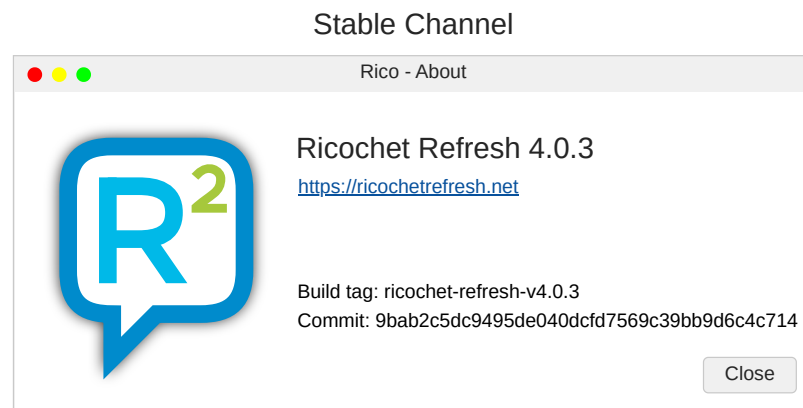 Stable Channel
Rico - About
R2
Ricochet Refresh 4.0.3
https://ricochetrefresh.net
Build tag: ricochet-refresh-v4.0.3
Commit: 9bab2c5dc9495de040dcfd7569c39bb9d6c4c714
Close